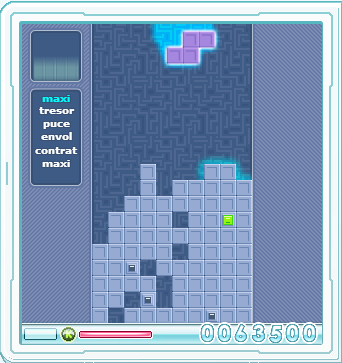 maxi
tresor
puce
envol
contrat
maxi
0063500